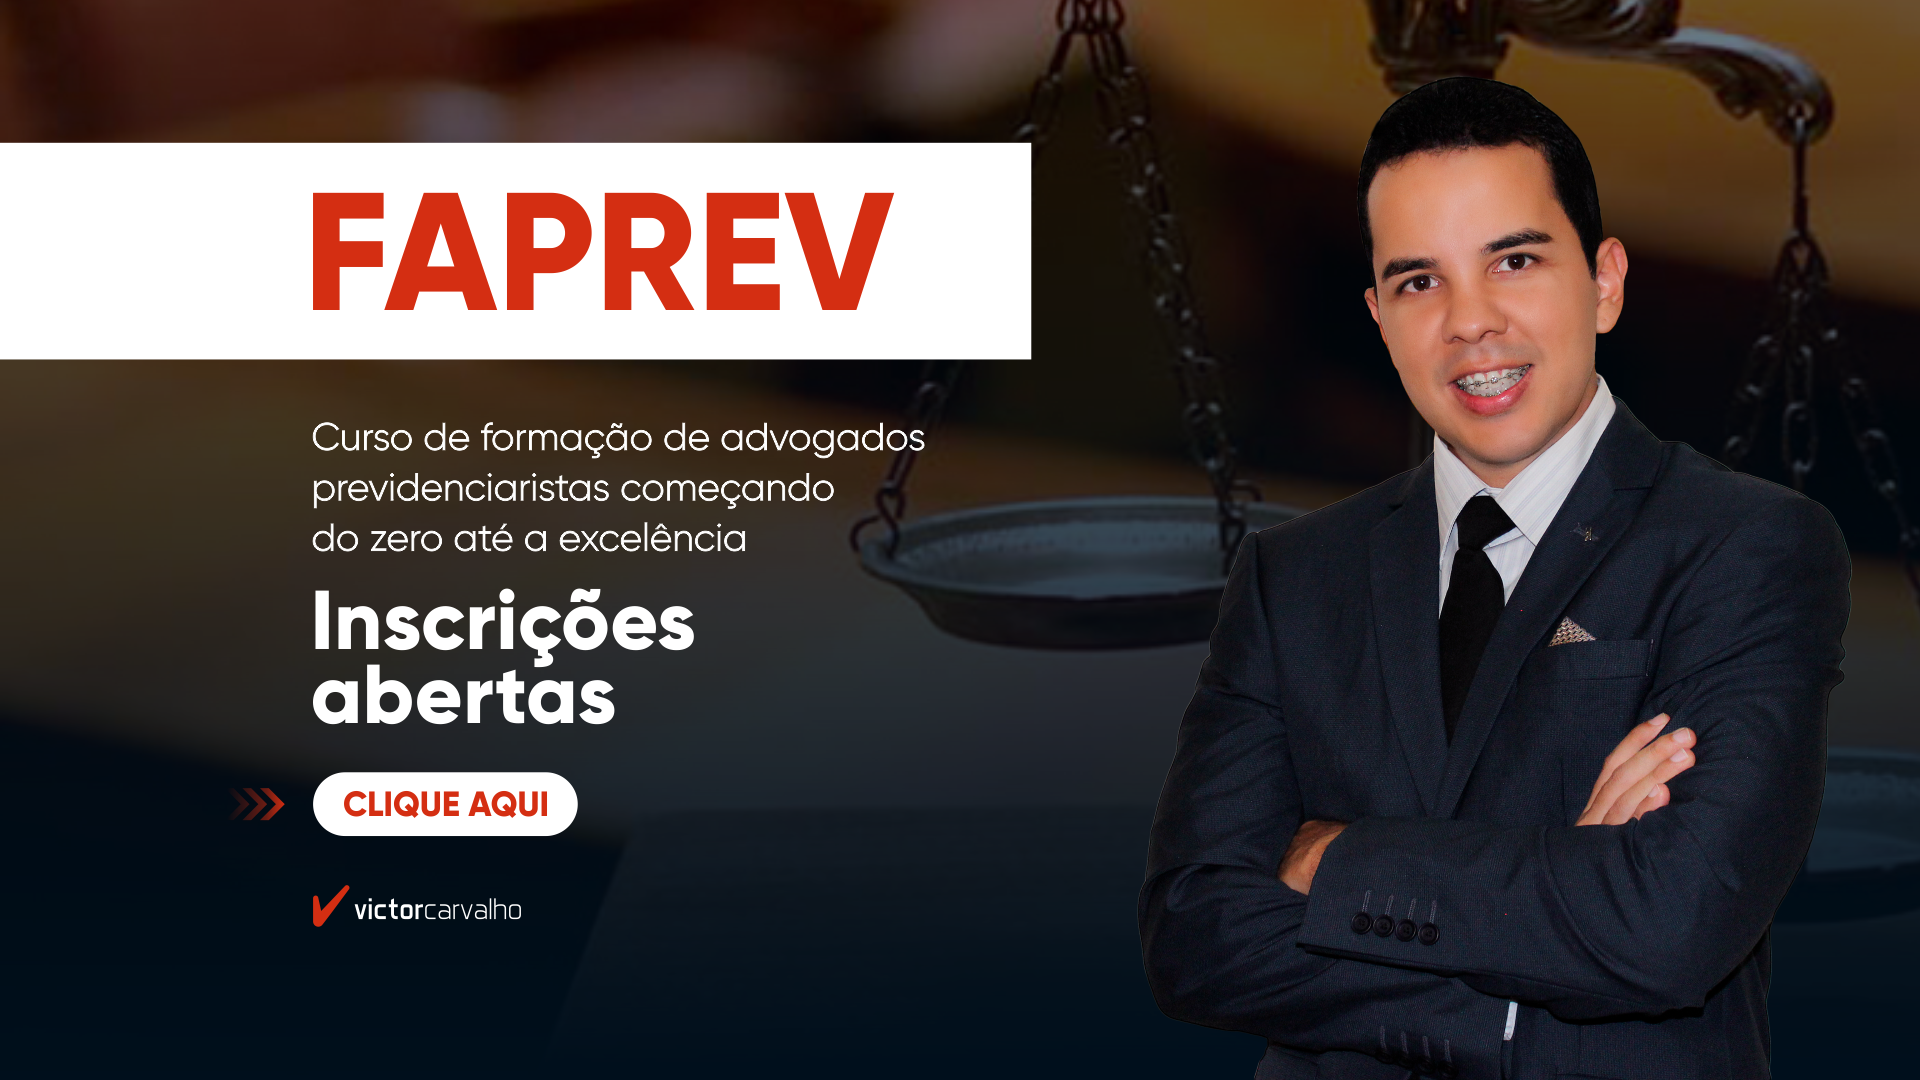 FAPREV
Curso de formação de advogados
previdenciaristas começando
do zero até a excelência
Inscrições
abertas
CLIQUE AQUI
victorcarvalho